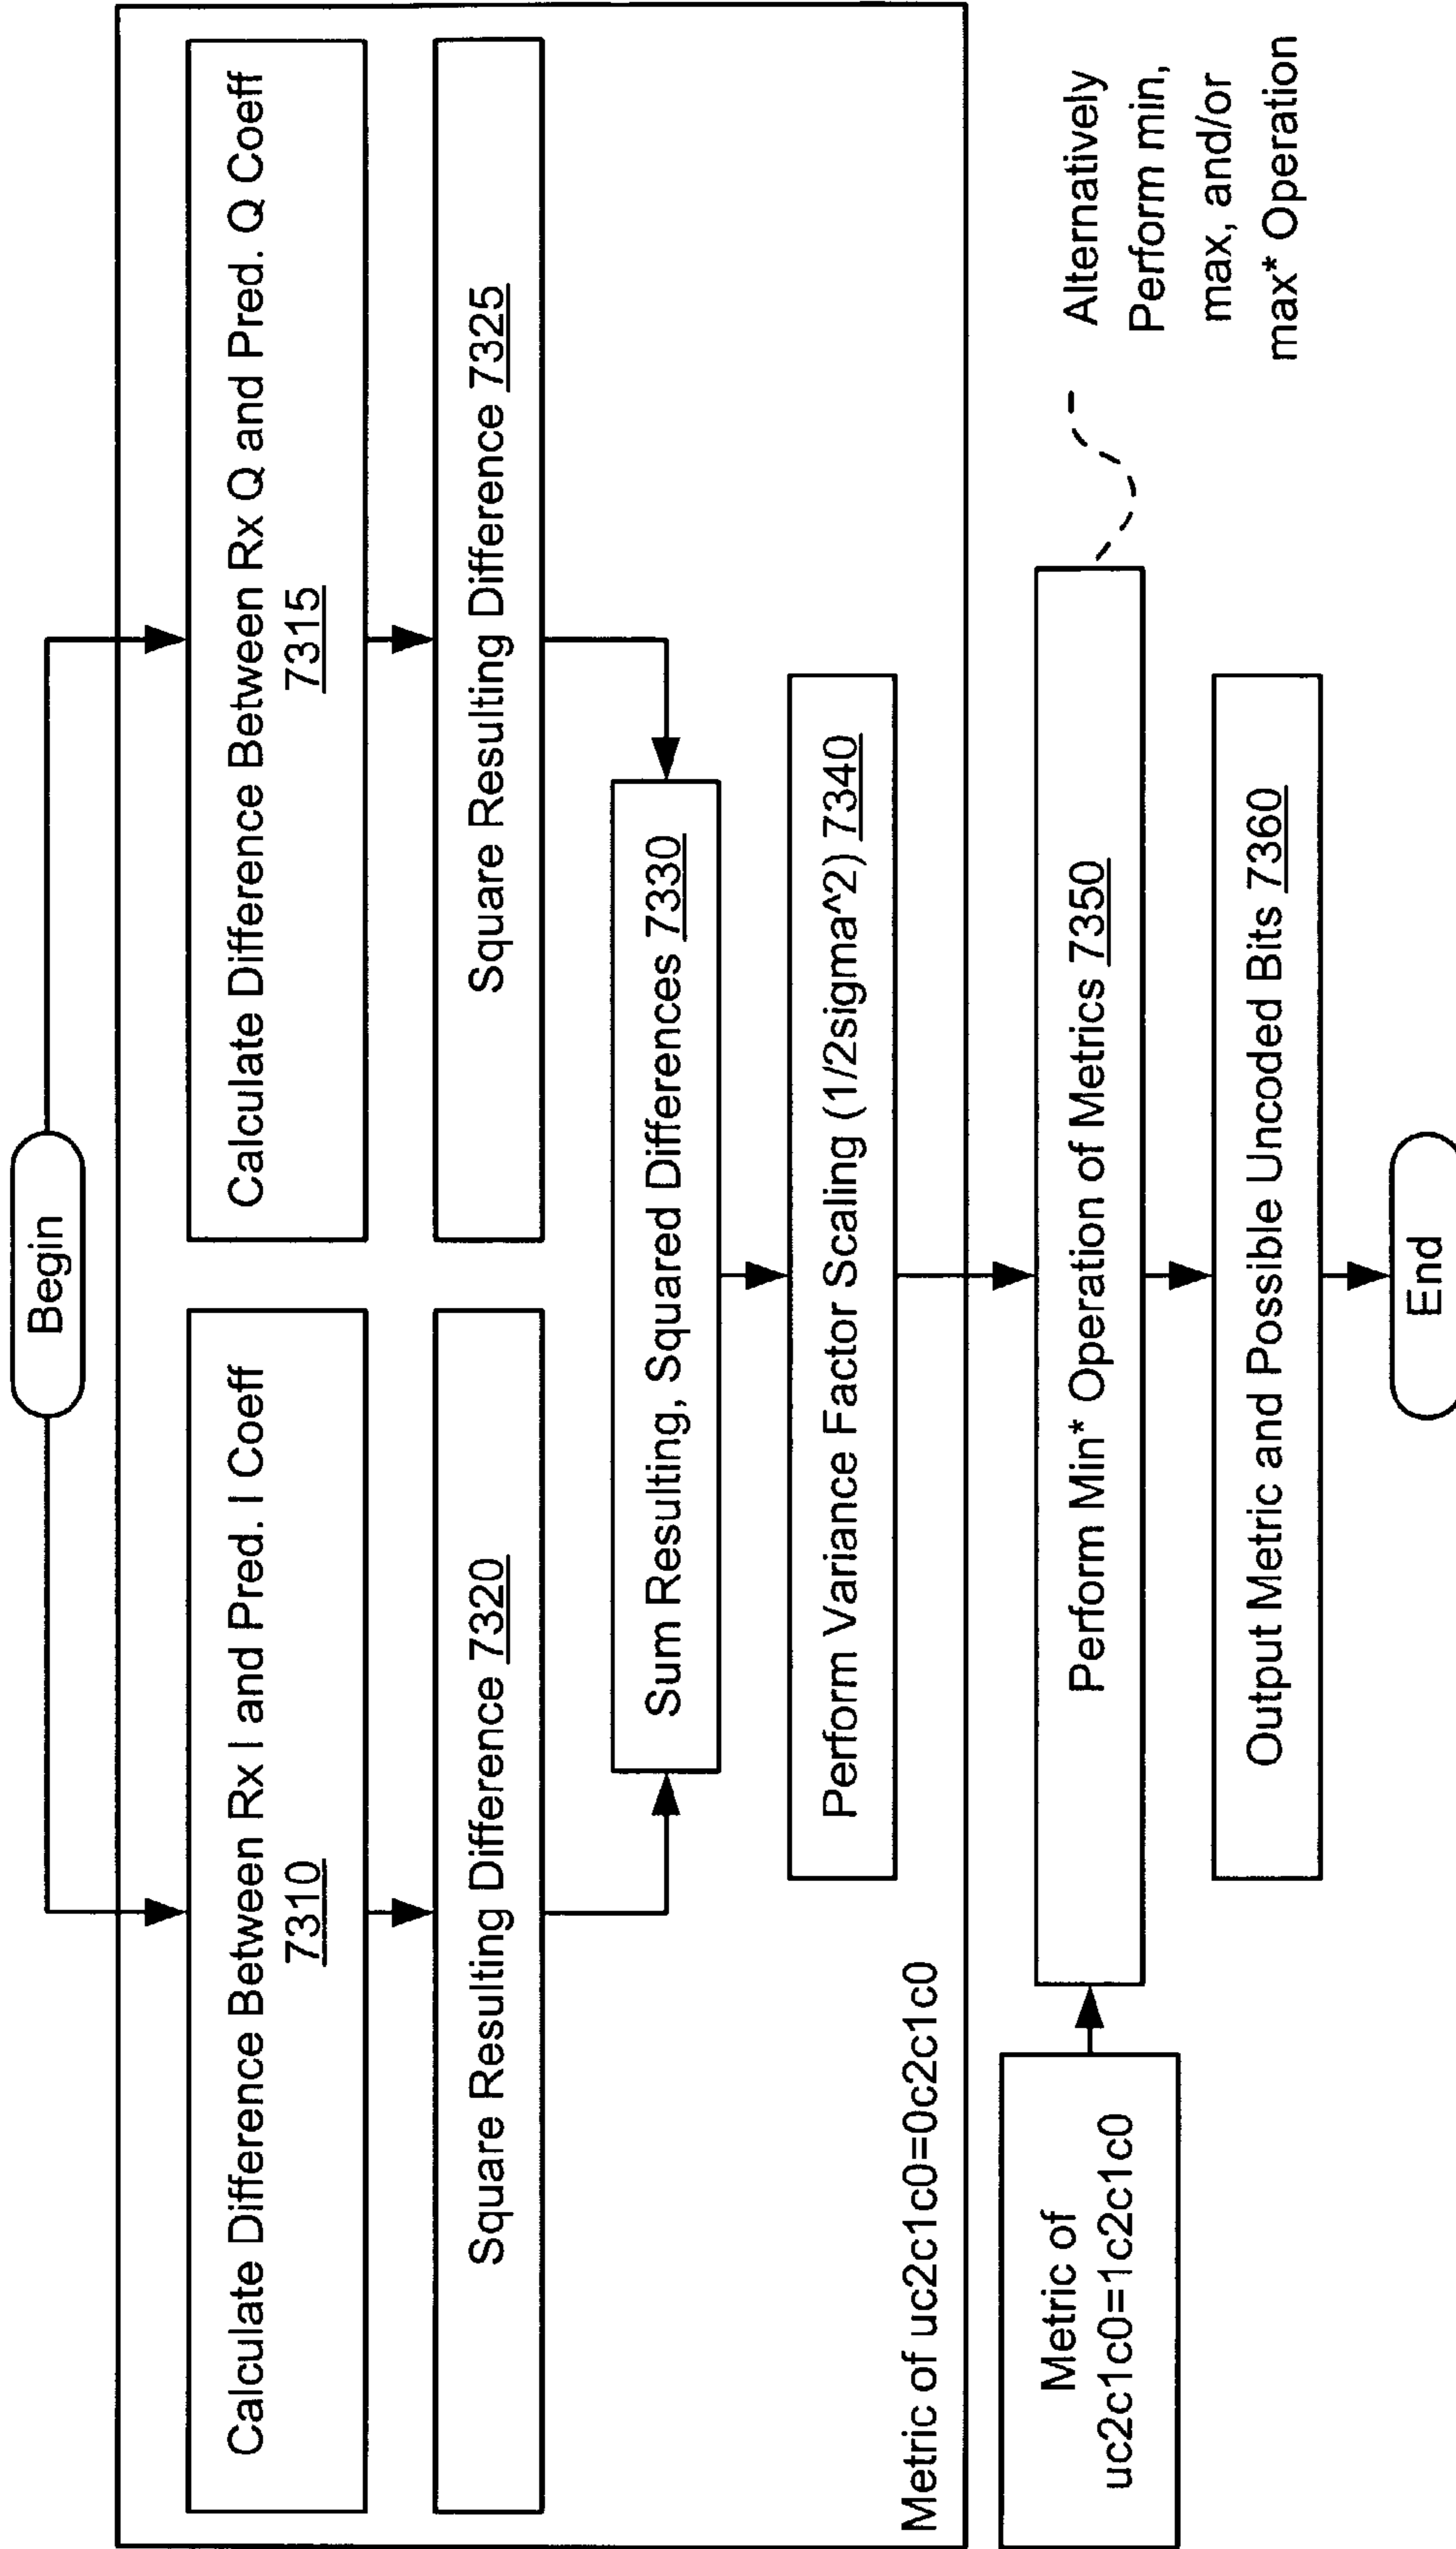 Begin
Calculate Difference Between Rx I and Pred. I Coeff
7310
Calculate Difference Between Rx Q and Pred. Q Coeff
7315
Square Resulting Difference 7320
Square Resulting Difference 7325
Sum Resulting, Squared Differences 7330
Perform Variance Factor Scaling (1/2sigma^2) 7340
Metric of uc2c1c0=0c2c1c0
Metric of
uc2c1c0=1c2c1c0
Perform Min* Operation of Metrics 7350
Alternatively
Perform min,
max, and/or
max* Operation
Output Metric and Possible Uncoded Bits 7360
End